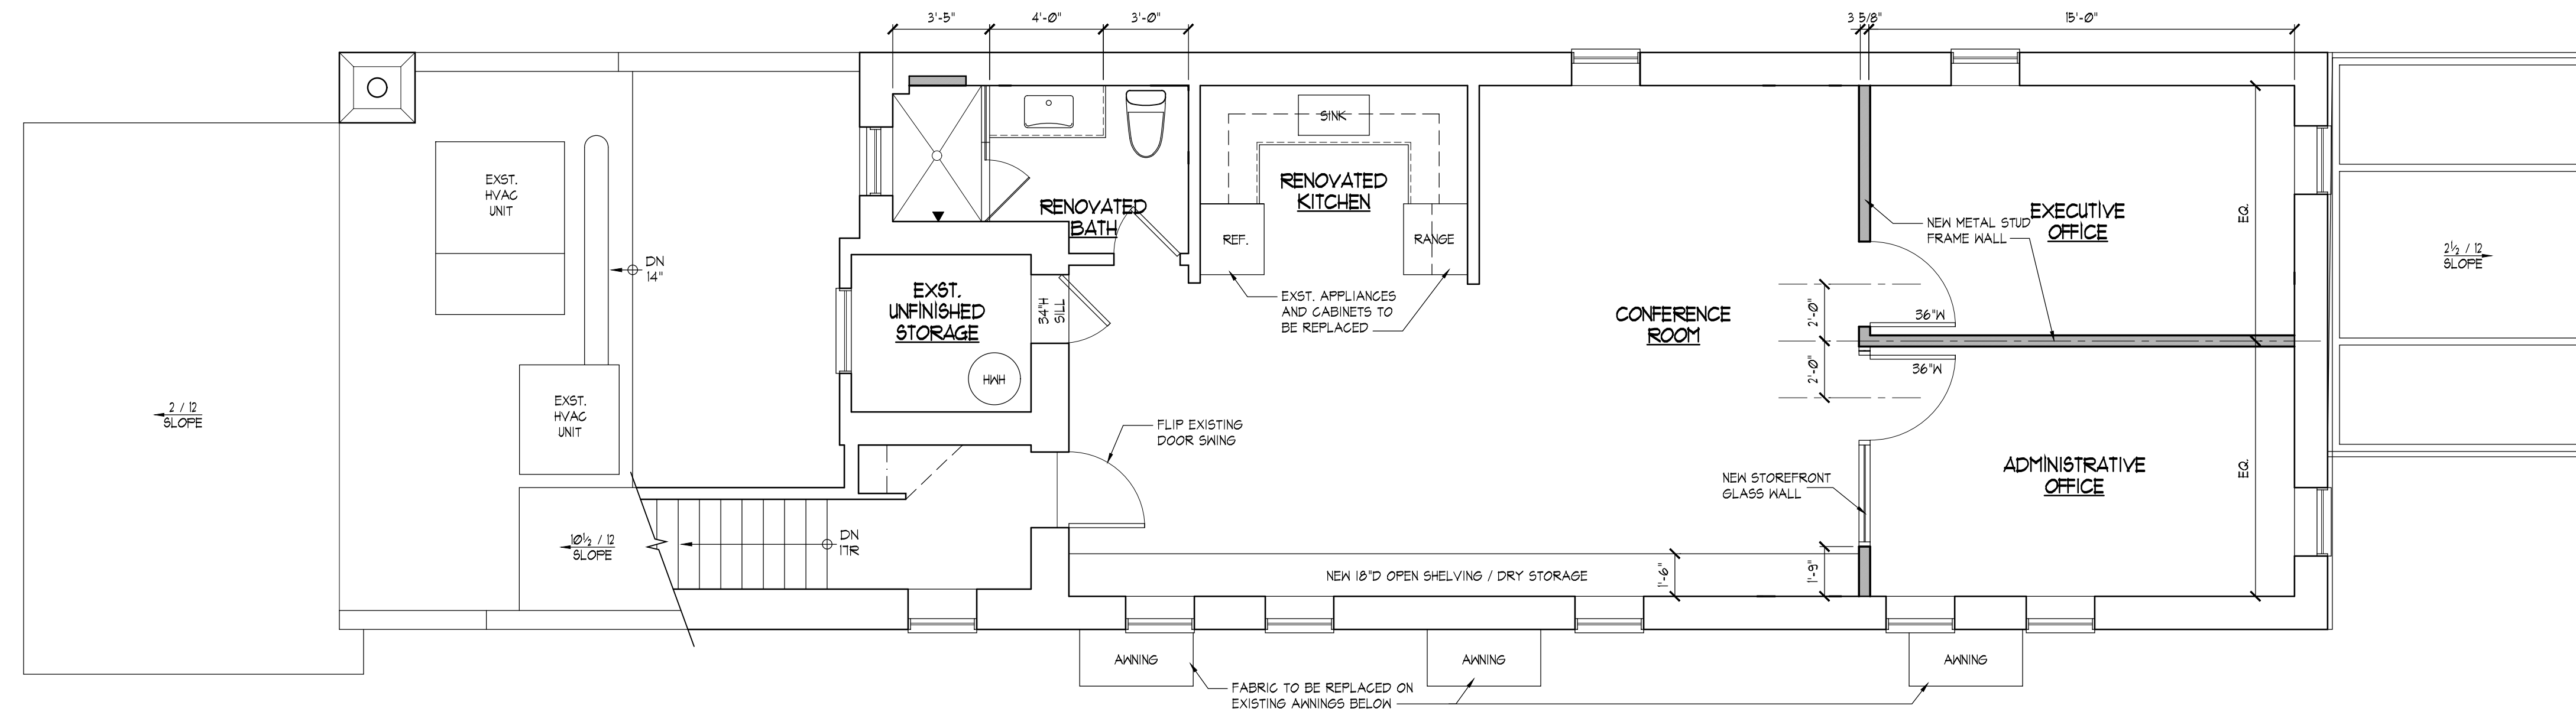 3'-5"
4'-0"
3'-0"
3 5/8"
15'-0"
EXST.
HVAC
UNIT
DN
14"
EXST.
HVAC
UNIT
2 / 12
SLOPE
10½ / 12
SLOPE
DN
17R
RENOVATED
BATH
EXST.
UNFINISHED
STORAGE
HWH
34"H
SILL
SINK
RENOVATED
KITCHEN
REF.
RANGE
EXST. APPLIANCES
AND CABINETS TO
BE REPLACED
FLIP EXISTING
DOOR SWING
CONFERENCE
ROOM
2'-0"
2'-0"
NEW METAL STUD
FRAME WALL
EXECUTIVE
OFFICE
36"W
36"W
EQ.
EQ.
2½ / 12
SLOPE
ADMINISTRATIVE
OFFICE
NEW STOREFRONT
GLASS WALL
NEW 18"D OPEN SHELVING / DRY STORAGE
1'-6"
1'-9"
AWNING
AWNING
AWNING
FABRIC TO BE REPLACED ON
EXISTING AWNINGS BELOW